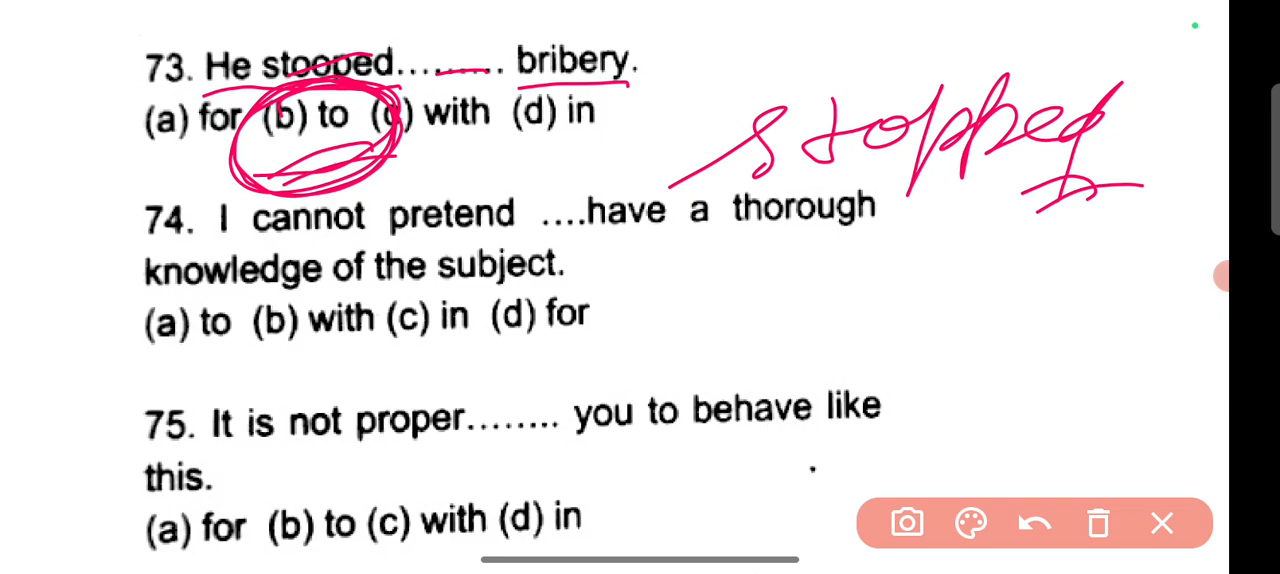 73. He stooped......... bribery.
(a) for (b) to (c) with (d) in
stopped
74. I cannot pretend ....have a thorough
knowledge of the subject.
(a) to (b) with (c) in (d) for
75. It is not proper........ you to behave like
this.
(a) for (b) to (c) with (d) in